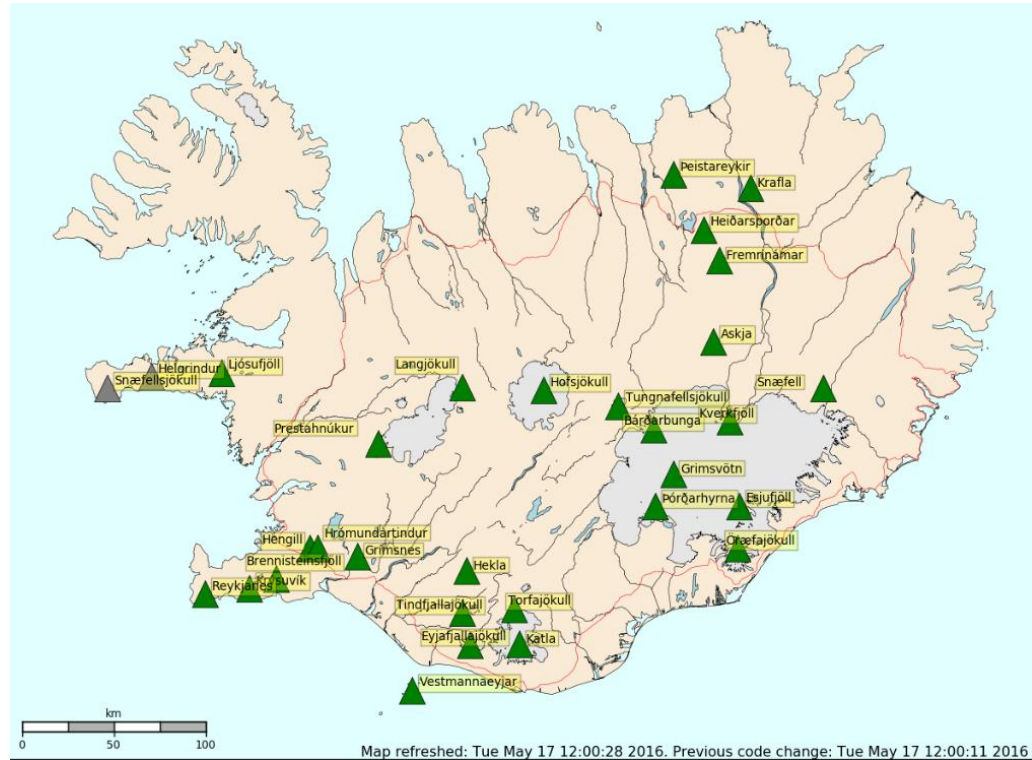 Þeistareykir
Krafla
Heiðarsporðar
Fremrinámar
Askja
Helgrindur
Ljósufjöll
Snæfellsjökull
Langjökull
Hofsjökull
Snæfell
Tungnafellsjökull
Bárðarbunga
Kverkfjöll
Prestahnúkur
Grimsvötn
Þórðarhyrna
Esjufjöll
Öræfajökull
Hengill
Hrómundartindur
Grimsnes
Brennisteinsfjöll
Reykjanes
Krýsuvík
Hekla
Tindfjallajökull
Torfajökull
Eyjafjallajökull
Katla
Vestmannaeyjar
km
0 50 100
Map refreshed: Tue May 17 12:00:28 2016. Previous code change: Tue May 17 12:00:11 2016